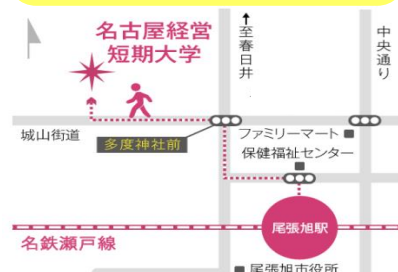 名古屋経営
短期大学
↑至春日井
中央通り
城山街道
多度神社前
ファミリーマート
保健福祉センター
尾張旭駅
名鉄瀬戸線
尾張旭市役所